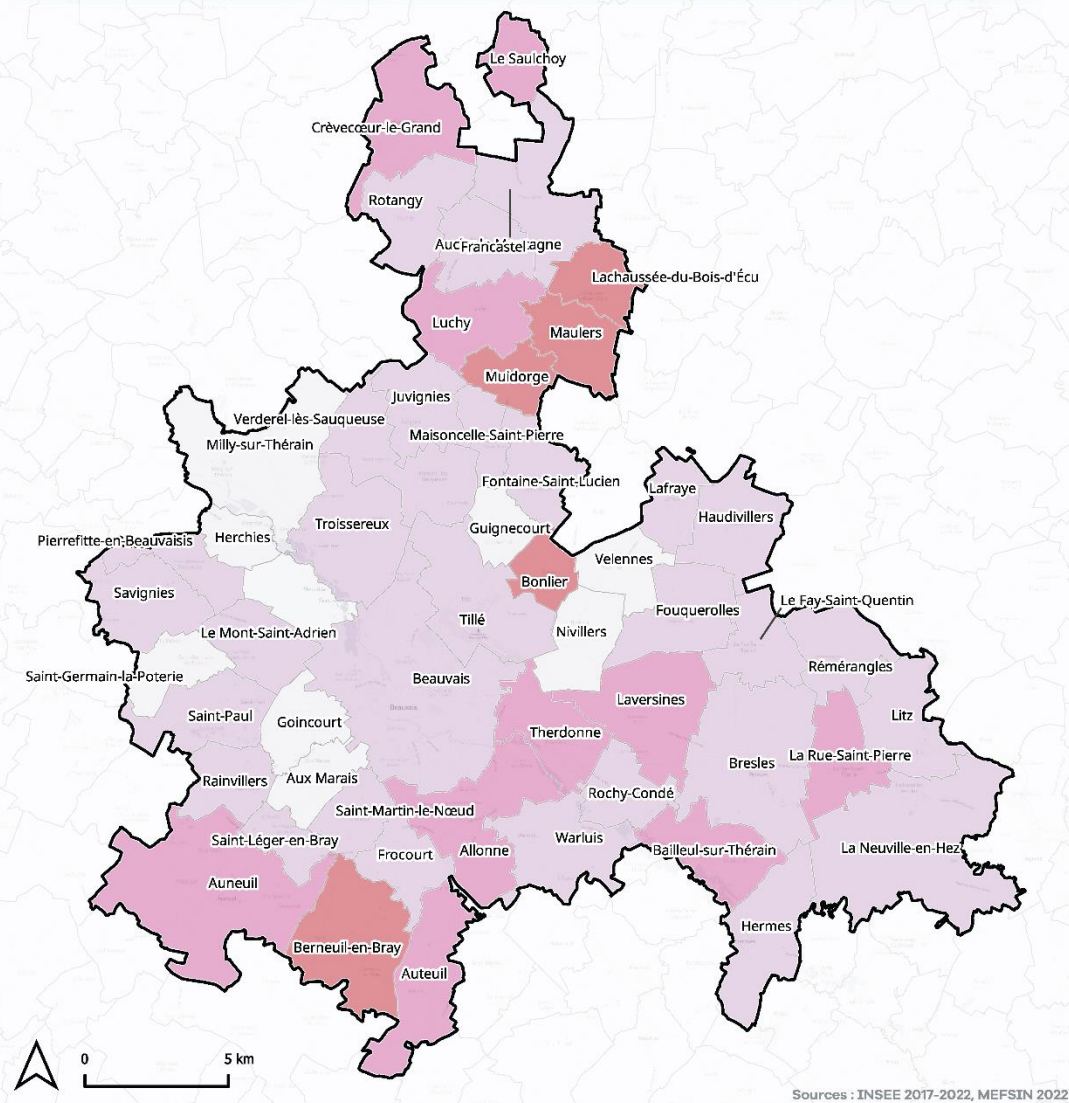 Le Saulchoy
Crèvecœur-le-Grand
Rotangy
Francastel
Lachaussée-du-Bois-d'Écu
Luchy
Maulers
Muidorge
Juvignies
Verderel-lès-Sauqueuse
Maisoncelle-Saint-Pierre
Milly-sur-Thérain
Fontaine-Saint-Lucien
Lafraye
Haudivillers
Troissereux
Guignecourt
Herchies
Pierrefitte-en-Beauvaisis
Velennes
Bonlier
Savignies
Le Fay-Saint-Quentin
Fouquerolles
Tillé
Nivillers
Le Mont-Saint-Adrien
Rémérangles
Saint-Germain-la-Poterie
Beauvais
Laversines
Saint-Paul
Litz
Goincourt
Therdonne
La Rue-Saint-Pierre
Bresles
Rainvillers
Aux Marais
Rochy-Condé
Saint-Martin-le-Nœud
Saint-Léger-en-Bray
Warluis
Frocourt
Allonne
Bailleul-sur-Thérain
La Neuville-en-Hez
Auneuil
Hermes
Berneuil-en-Bray
Auteuil
0 5 km
Sources : INSEE 2017-2022, MEFSIN 2022